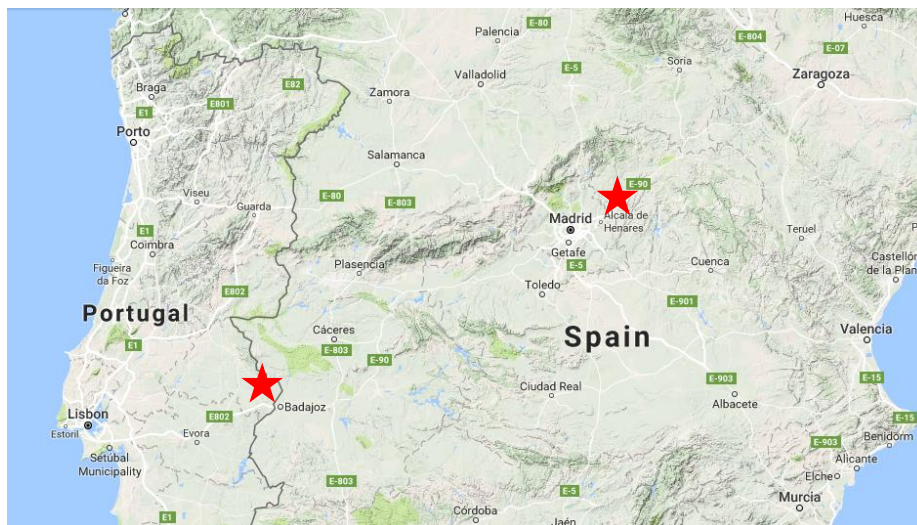 E-80
Huesca
Palencia
E-804
E-07
Soria
E-5
Valladolid
Zaragoza
Braga
E82
Zamora
E801
E1
Porto
Salamanca
E-90
Viseu
E-80
E-803
Guarda
Alcalá de
Henares
Madrid
Teruel
E1
Coimbra
Getafe
Castellón
de la Plan
Figueira
da Foz
Plasencia
E-5
Cuenca
E802
Toledo
E-901
Portugal
Cáceres
Spain
Valencia
E1
E-803
E-90
E-903
E-15
Ciudad Real
Albacete
Lisbon
E802
Badajoz
Estoril
Evora
E-903
Benidorm
Setúbal
Municipality
Alicante
Elche
E-803
E-5
Murcia
Córdoba
E1
Jaén